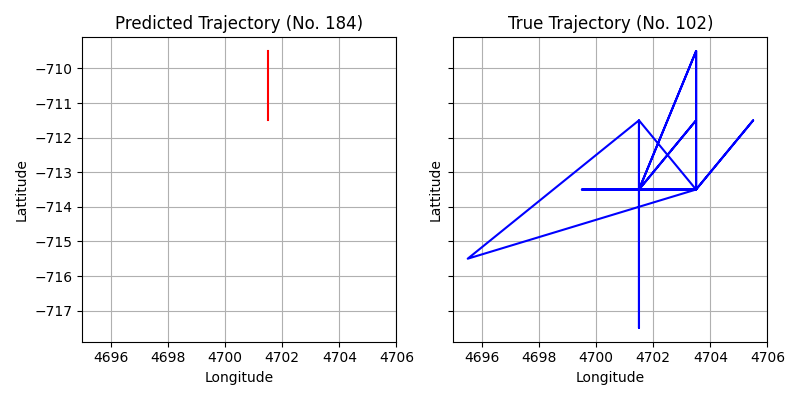 Predicted Trajectory (No. 184)
True Trajectory (No. 102)
Lattitude
−710
−711
−712
−713
−714
−715
−716
−717
4696 4698 4700 4702 4704 4706
Longitude
Lattitude
4696 4698 4700 4702 4704 4706
Longitude